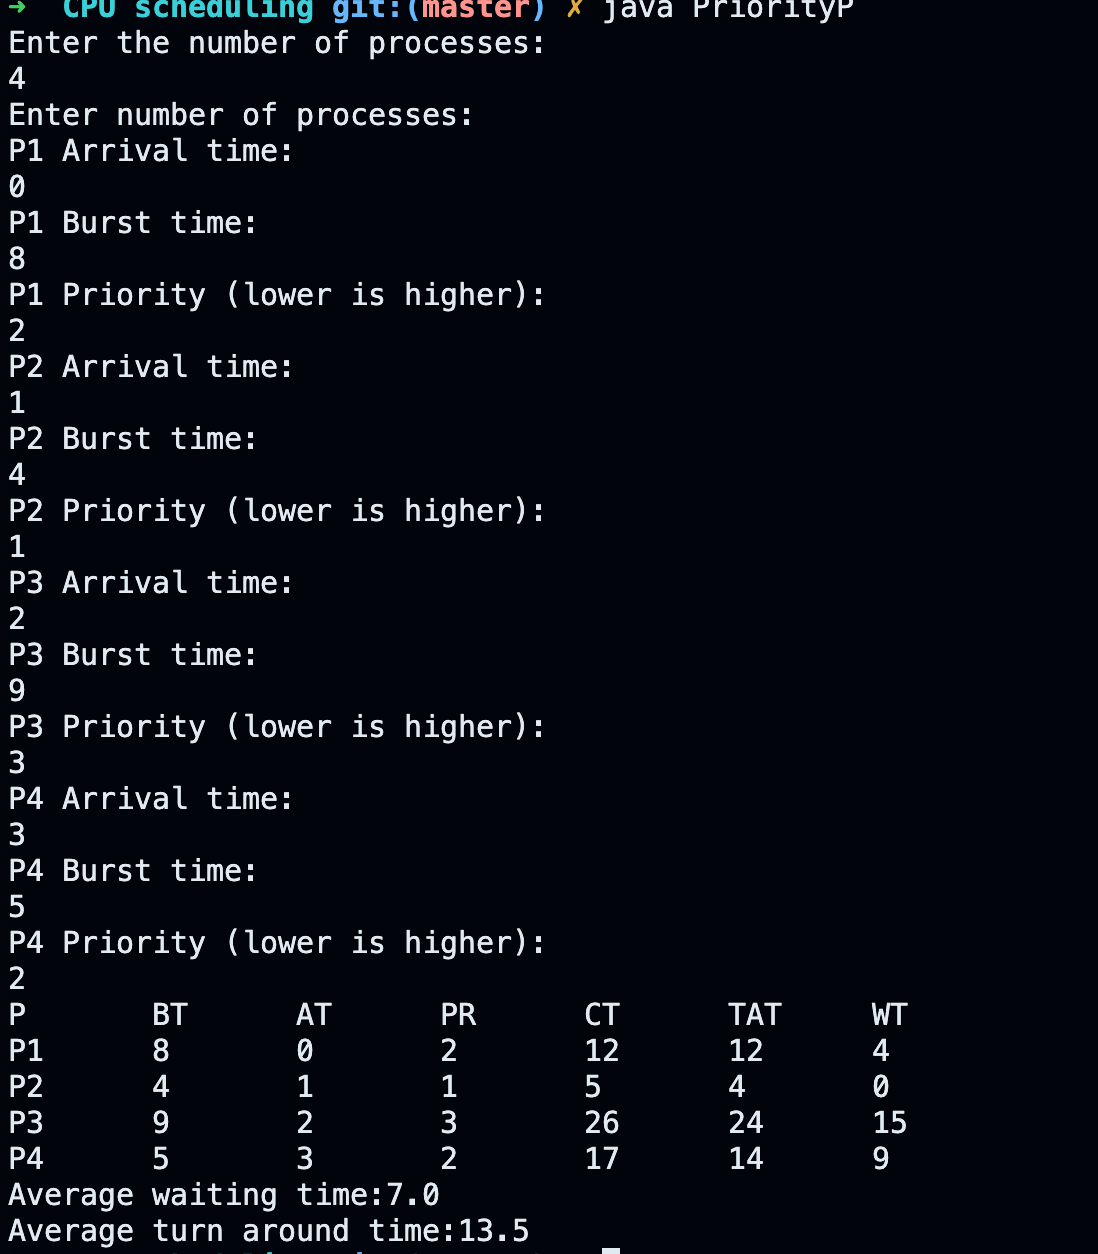 ➜  CPU scheduling git:(master) ✗ java PriorityP
Enter the number of processes:
4
Enter number of processes:
P1 Arrival time:
0
P1 Burst time:
8
P1 Priority (lower is higher):
2
P2 Arrival time:
1
P2 Burst time:
4
P2 Priority (lower is higher):
1
P3 Arrival time:
2
P3 Burst time:
9
P3 Priority (lower is higher):
3
P4 Arrival time:
3
P4 Burst time:
5
P4 Priority (lower is higher):
2
P	BT	AT	PR	CT	TAT	WT
P1	8	0	2	12	12	4
P2	4	1	1	5	4	0
P3	9	2	3	26	24	15
P4	5	3	2	17	14	9
Average waiting time:7.0
Average turn around time:13.5